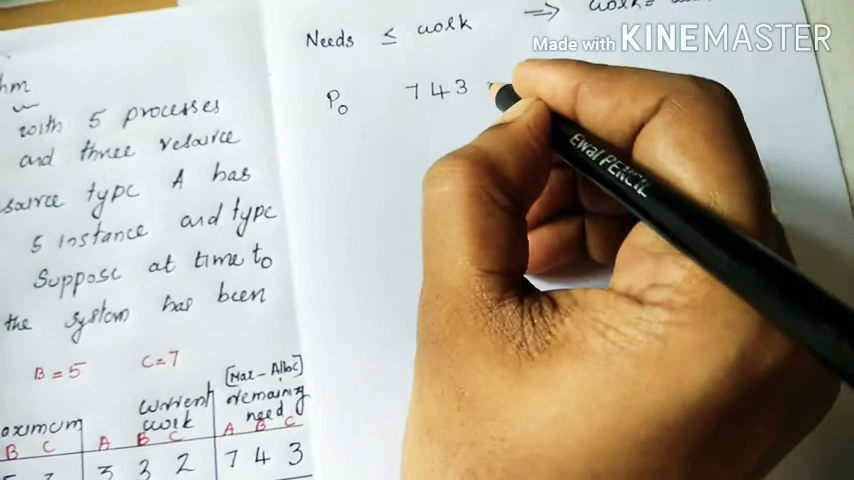 hm
with 5 processes
and three resource
source type A has
5 instance and type
Suppose at time to
the system has been
B = 5 C = 7
[Max - Alloc]
aximum current remaining
work need
B C A B C A B C
3 3 2 7 4 3
Needs ≤ work ⇒
P0 7 4 3
Made with KINEMASTER
Ewal PENCIL